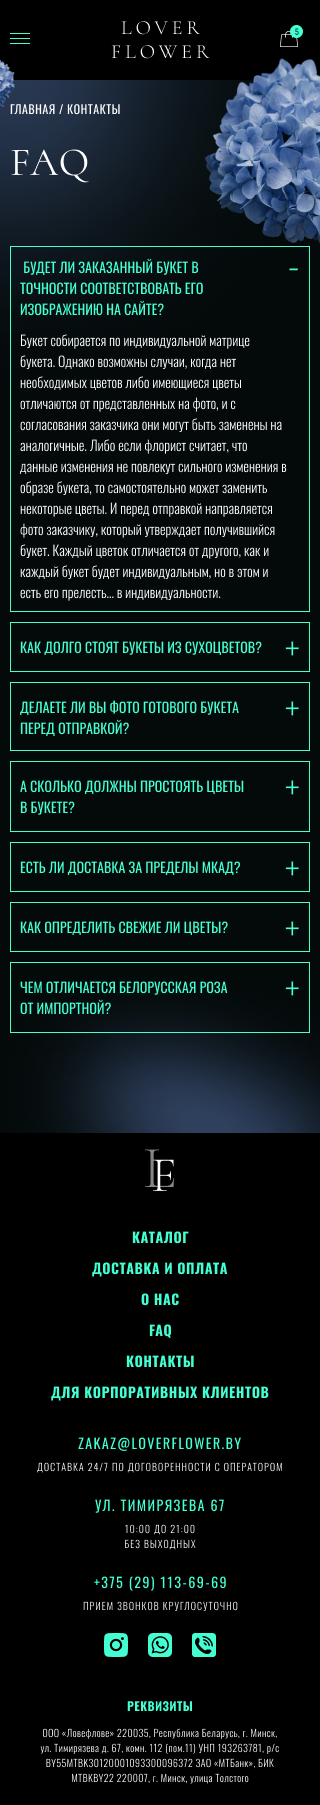 LOVER
FLOWER
5
ГЛАВНАЯ / КОНТАКТЫ
FAQ
БУДЕТ ЛИ ЗАКАЗАННЫЙ БУКЕТ В
ТОЧНОСТИ СООТВЕТСТВОВАТЬ ЕГО
ИЗОБРАЖЕНИЮ НА САЙТЕ?
Букет собирается по индивидуальной матрице
букета. Однако возможны случаи, когда нет
необходимых цветов либо имеющиеся цветы
отличаются от представленных на фото, и с
согласования заказчика они могут быть заменены на
аналогичные. Либо если флорист считает, что
данные изменения не повлекут сильного изменения в
образе букета, то самостоятельно может заменить
некоторые цветы. И перед отправкой направляется
фото заказчику, который утверждает получившийся
букет. Каждый цветок отличается от другого, как и
каждый букет будет индивидуальным, но в этом и
есть его прелесть... в индивидуальности.
КАК ДОЛГО СТОЯТ БУКЕТЫ ИЗ СУХОЦВЕТОВ?
ДЕЛАЕТЕ ЛИ ВЫ ФОТО ГОТОВОГО БУКЕТА
ПЕРЕД ОТПРАВКОЙ?
А СКОЛЬКО ДОЛЖНЫ ПРОСТОЯТЬ ЦВЕТЫ
В БУКЕТЕ?
ЕСТЬ ЛИ ДОСТАВКА ЗА ПРЕДЕЛЫ МКАД?
КАК ОПРЕДЕЛИТЬ СВЕЖИЕ ЛИ ЦВЕТЫ?
ЧЕМ ОТЛИЧАЕТСЯ БЕЛОРУССКАЯ РОЗА
ОТ ИМПОРТНОЙ?
LF
КАТАЛОГ
ДОСТАВКА И ОПЛАТА
О НАС
FAQ
КОНТАКТЫ
ДЛЯ КОРПОРАТИВНЫХ КЛИЕНТОВ
ZAKAZ@LOVERFLOWER.BY
ДОСТАВКА 24/7 ПО ДОГОВОРЕННОСТИ С ОПЕРАТОРОМ
УЛ. ТИМИРЯЗЕВА 67
10:00 ДО 21:00
БЕЗ ВЫХОДНЫХ
+375 (29) 113-69-69
ПРИЕМ ЗВОНКОВ КРУГЛОСУТОЧНО
РЕКВИЗИТЫ
ООО «Ловефлове» 220035, Республика Беларусь, г. Минск,
ул. Тимирязева д. 67, комн. 112 (пом.11) УНП 193263781, р/с
BY55MTBK30120001093300096372 ЗАО «МТБанк», БИК
MTBKBY22 220007, г. Минск, улица Толстого